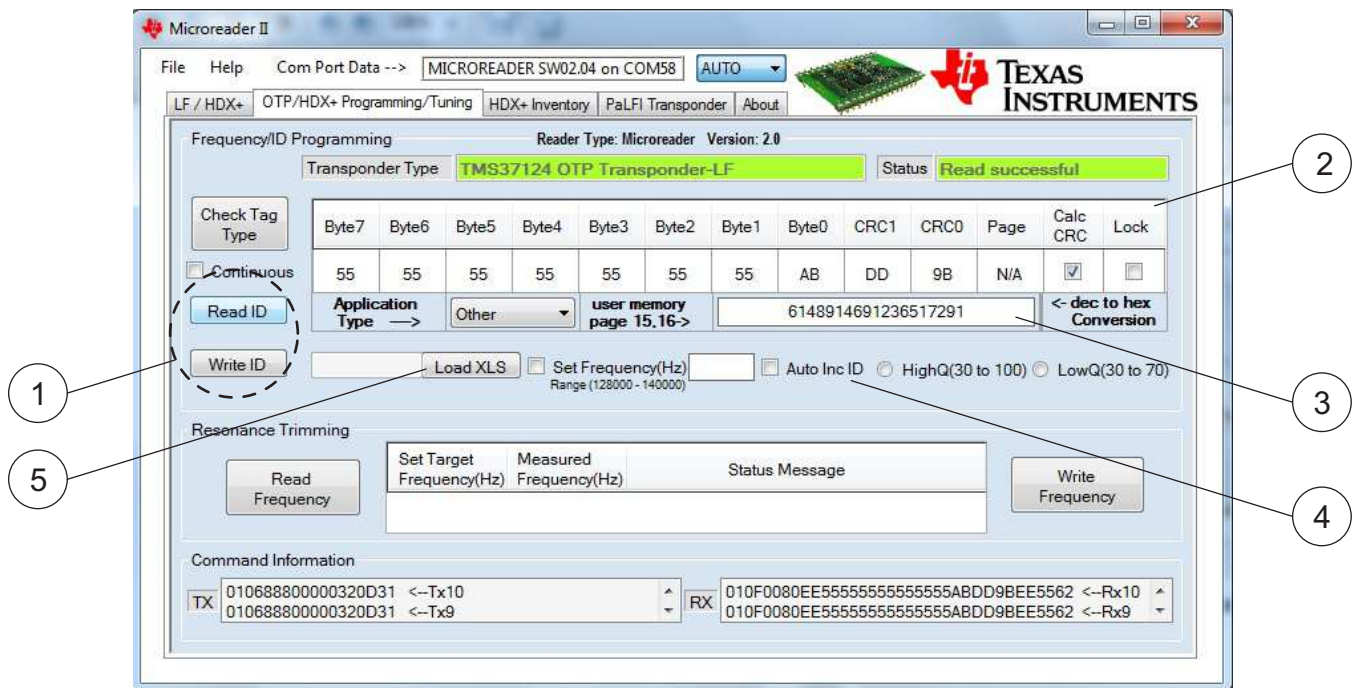 Microreader II
File Help Com Port Data --> MICROREADER SW02.04 on COM58 AUTO
TEXAS
INSTRUMENTS
LF / HDX+ OTP/HDX+ Programming/Tuning HDX+ Inventory PaLFI Transponder About
Frequency/ID Programming Reader Type: Microreader Version: 2.0
Transponder Type TMS37124 OTP Transponder-LF Status Read successful
2
Check Tag
Type
Byte7 Byte6 Byte5 Byte4 Byte3 Byte2 Byte1 Byte0 CRC1 CRC0 Page Calc
CRC Lock
Continuous 55 55 55 55 55 55 55 AB DD 9B N/A
Read ID Application
Type --> Other user memory
page 15,16-> 6148914691236517291 <- dec to hex
Conversion
Write ID Load XLS Set Frequency(Hz) Auto Inc ID HighQ(30 to 100) LowQ(30 to 70)
Range (128000 - 140000)
1
3
Resonance Trimming
5
Read
Frequency
Set Target
Frequency(Hz) Measured
Frequency(Hz) Status Message
Write
Frequency
4
Command Information
TX 010688800000320D31 <--Tx10
010688800000320D31 <--Tx9
RX 010F0080EE55555555555555ABDD9BEE5562 <--Rx10
010F0080EE55555555555555ABDD9BEE5562 <--Rx9